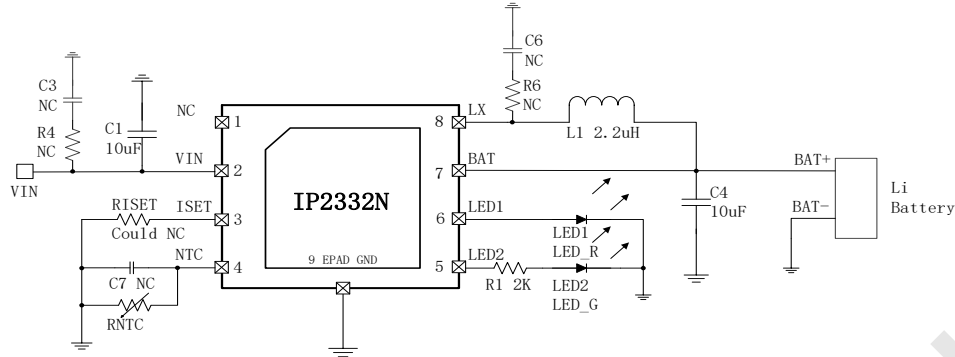 C6
NC
R6
NC
C3
NC
R4
NC
C1
10uF
NC
1
8
LX
L1 2.2uH
VIN
VIN
2
7
BAT
BAT+
IP2332N
C4
10uF
Li
Battery
BAT-
RISET
Could NC
ISET
3
6
LED1
LED1
LED_R
NTC
4
5
LED2
R1 2K
LED2
LED_G
C7 NC
RNTC
9 EPAD GND